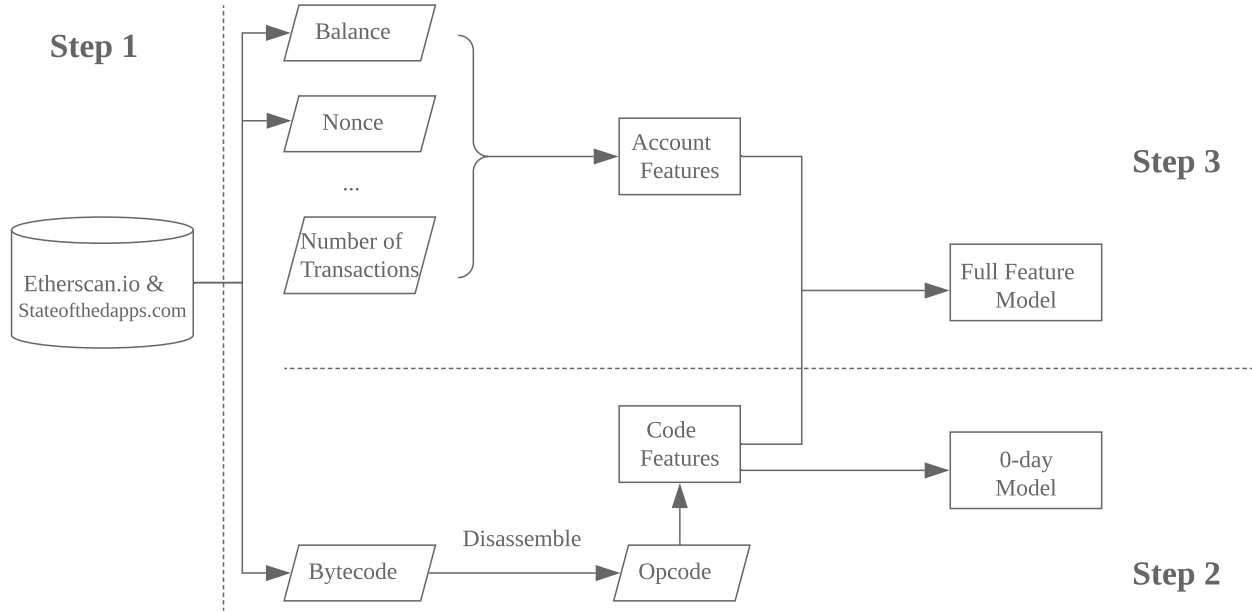 Step 1
Balance
Nonce
...
Number of
Transactions
Etherscan.io &
Stateofthedapps.com
Account
Features
Step 3
Full Feature
Model
Code
Features
0-day
Model
Disassemble
Bytecode
Opcode
Step 2